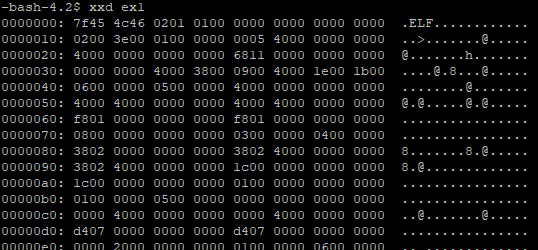 -bash-4.2$ xxd ex1
0000000: 7f45 4c46 0201 0100 0000 0000 0000 0000  .ELF............
0000010: 0200 3e00 0100 0000 0005 4000 0000 0000  ..>.......@.....
0000020: 4000 0000 0000 0000 6811 0000 0000 0000  @.......h.......
0000030: 0000 0000 4000 3800 0900 4000 1e00 1b00  ....@.8...@.....
0000040: 0600 0000 0500 0000 4000 0000 0000 0000  ........@.......
0000050: 4000 4000 0000 0000 4000 4000 0000 0000  @.@.....@.@.....
0000060: f801 0000 0000 0000 f801 0000 0000 0000  ................
0000070: 0800 0000 0000 0000 0300 0000 0400 0000  ................
0000080: 3802 0000 0000 0000 3802 4000 0000 0000  8.......8.@.....
0000090: 3802 4000 0000 0000 1c00 0000 0000 0000  8.@.............
00000a0: 1c00 0000 0000 0000 0100 0000 0000 0000  ................
00000b0: 0100 0000 0500 0000 0000 0000 0000 0000  ................
00000c0: 0000 4000 0000 0000 0000 4000 0000 0000  ..@.......@.....
00000d0: d407 0000 0000 0000 d407 0000 0000 0000  ................
00000e0: 0000 2000 0000 0000 0100 0000 0600 0000  .. .............